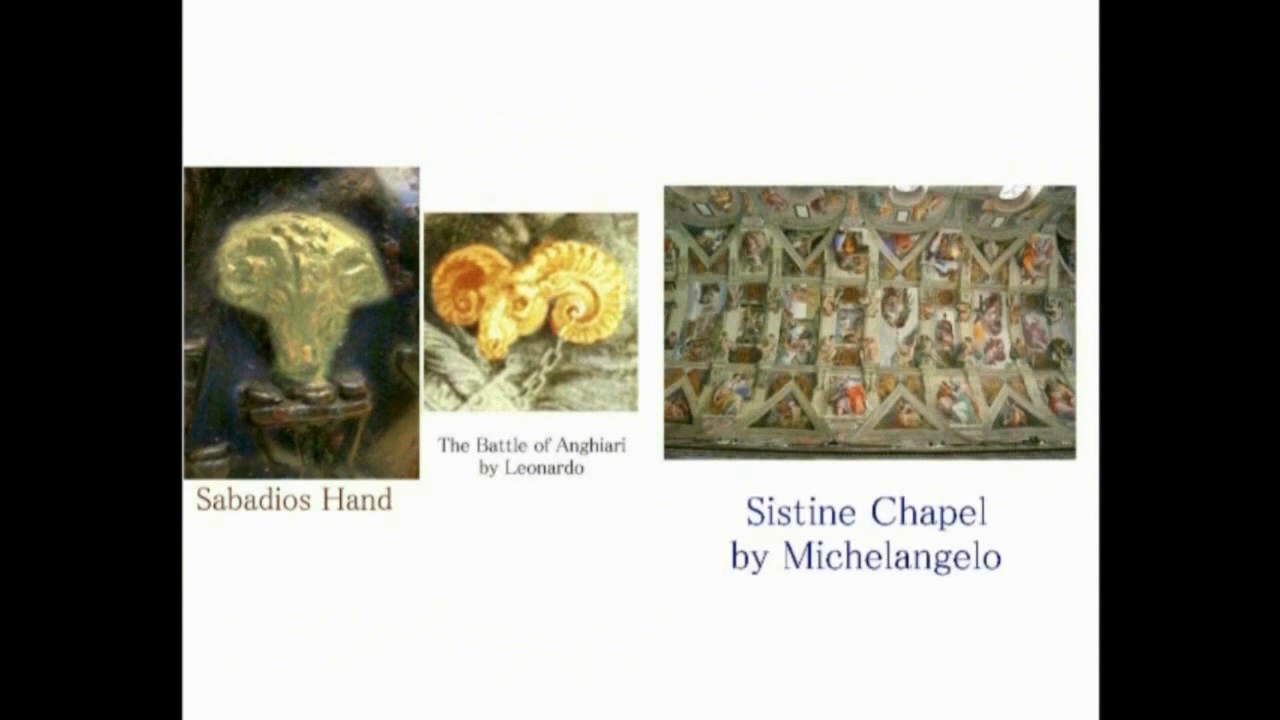 Sabadios Hand
The Battle of Anghiari
by Leonardo
Sistine Chapel
by Michelangelo